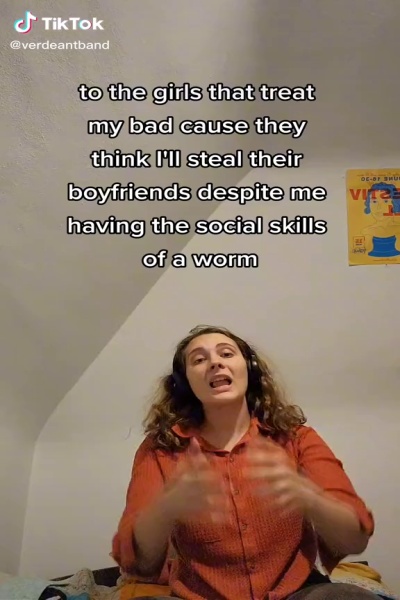 TikTok
@verdeantband
to the girls that treat
my bad cause they
think I'll steal their
boyfriends despite me
having the social skills
of a worm